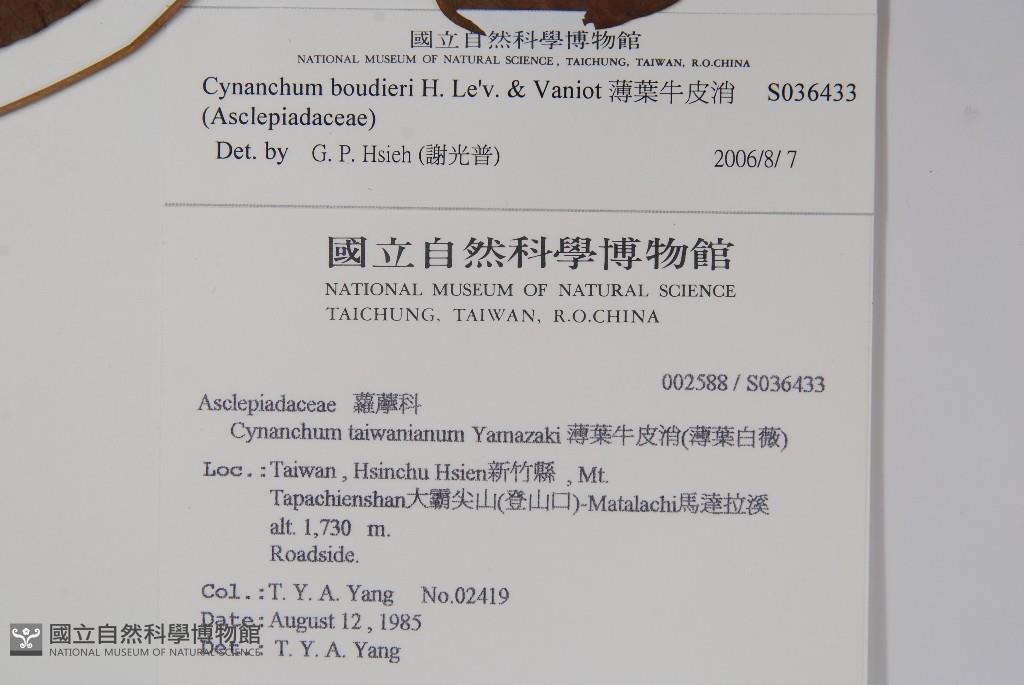 國立自然科學博物館
NATIONAL MUSEUM OF NATURAL SCIENCE, TAICHUNG, TAIWAN, R.O.CHINA
Cynanchum boudieri H. Le'v. & Vaniot 薄葉牛皮消 S036433
(Asclepiadaceae)
Det. by G. P. Hsieh (謝光普) 2006/8/ 7
國立自然科學博物館
NATIONAL MUSEUM OF NATURAL SCIENCE
TAICHUNG, TAIWAN, R.O.CHINA
002588 / S036433
Asclepiadaceae 蘿藦科
Cynanchum taiwanianum Yamazaki 薄葉牛皮消(薄葉白薇)
Loc.: Taiwan , Hsinchu Hsien新竹縣 , Mt.
Tapachienshan大霸尖山(登山口)-Matalachi馬達拉溪
alt. 1,730 m.
Roadside.
Col.: T. Y. A. Yang No.02419
Date: August 12 , 1985
Det.: T. Y. A. Yang
國立自然科學博物館
NATIONAL MUSEUM OF NATURAL SCIENCE